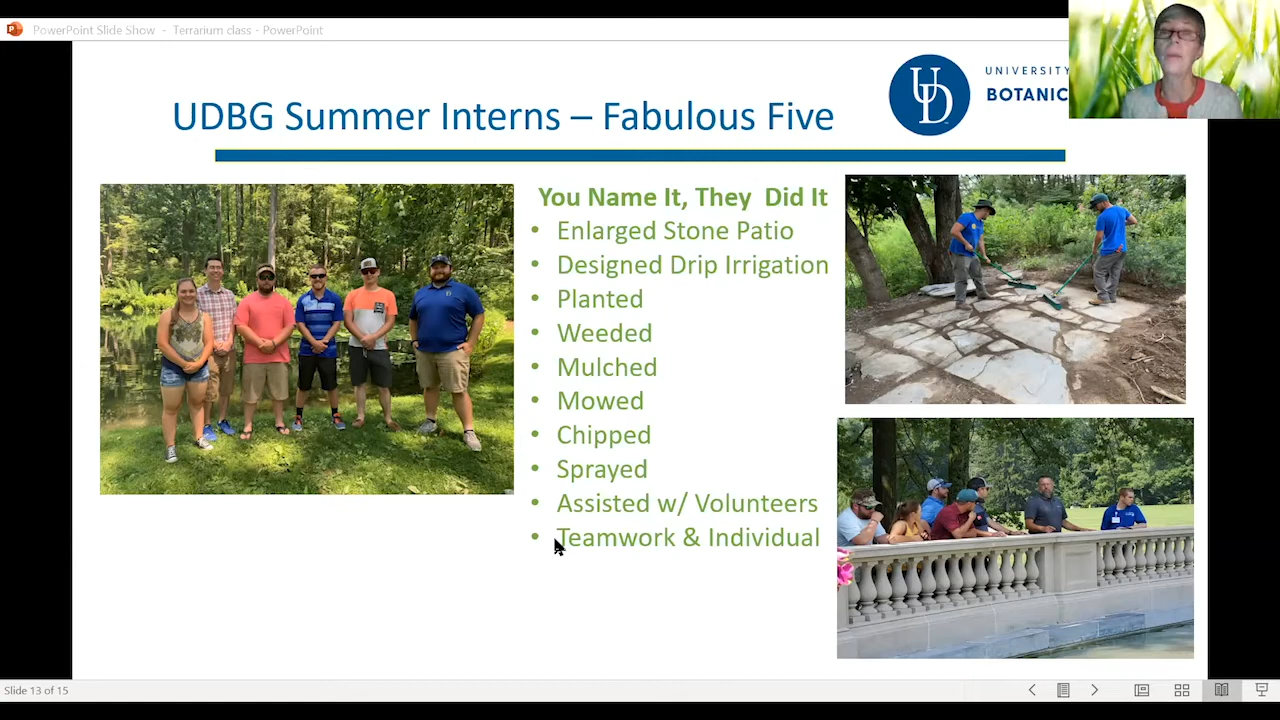 PowerPoint Slide Show - Terrarium class - PowerPoint
UDBG Summer Interns – Fabulous Five
UD
UNIVERSITY
BOTANIC
You Name It, They Did It
• Enlarged Stone Patio
• Designed Drip Irrigation
• Planted
• Weeded
• Mulched
• Mowed
• Chipped
• Sprayed
• Assisted w/ Volunteers
• Teamwork & Individual
Slide 13 of 15